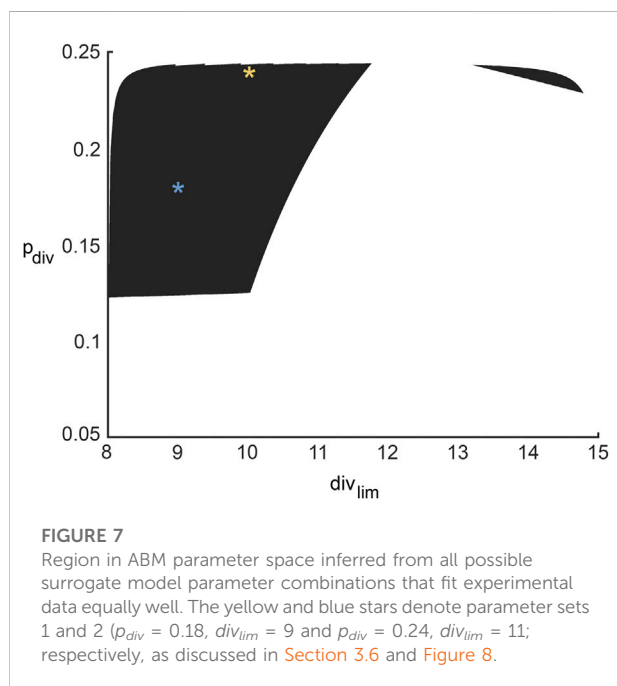 0.25
0.2
0.15
p_div
0.1
0.05
8 9 10 11 12 13 14 15
div_lim
*
*
FIGURE 7
Region in ABM parameter space inferred from all possible
surrogate model parameter combinations that fit experimental
data equally well. The yellow and blue stars denote parameter sets
1 and 2 (p_div = 0.18, div_lim = 9 and p_div = 0.24, div_lim = 11;
respectively, as discussed in Section 3.6 and Figure 8.